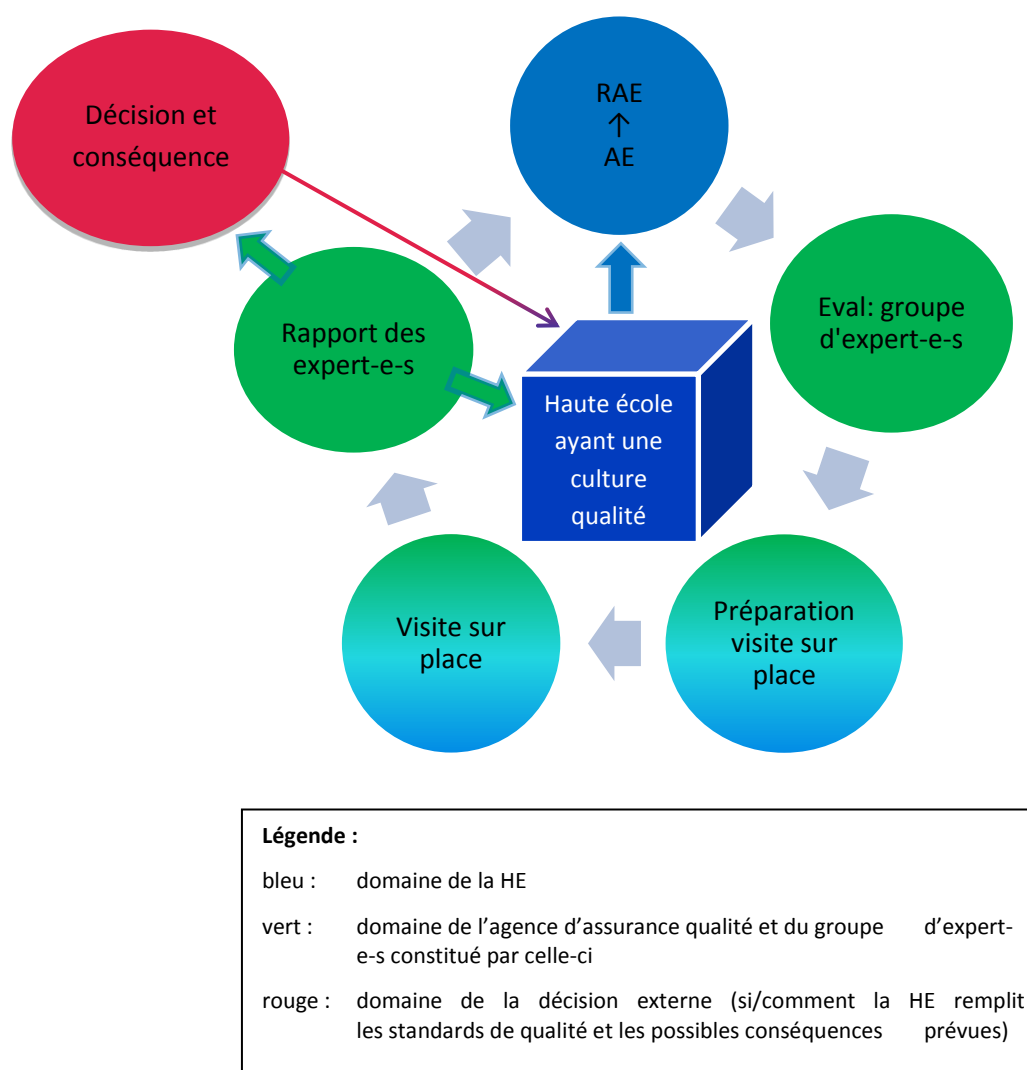 Décision et
conséquence
RAE
↑
AE
Rapport des
expert-e-s
Eval: groupe
d'expert-e-s
Haute école
ayant une
culture
qualité
Visite sur
place
Préparation
visite sur
place
Légende :
bleu : domaine de la HE
vert : domaine de l’agence d’assurance qualité et du groupe d’expert-
e-s constitué par celle-ci
rouge : domaine de la décision externe (si/comment la HE remplit
les standards de qualité et les possibles conséquences prévues)